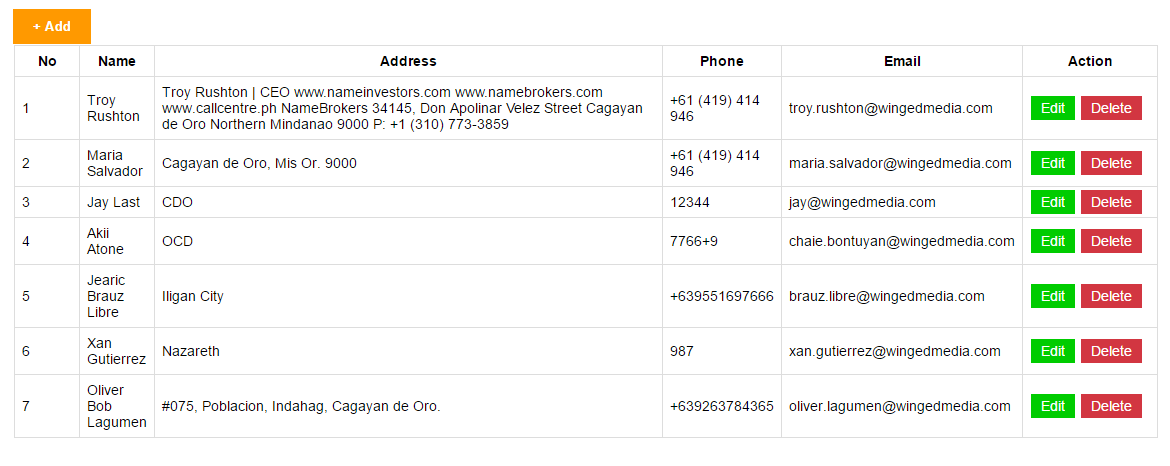 + Add
No Name Address Phone Email Action
1 Troy Rushton Troy Rushton | CEO www.nameinvestors.com www.namebrokers.com www.callcentre.ph NameBrokers 34145, Don Apolinar Velez Street Cagayan de Oro Northern Mindanao 9000 P: +1 (310) 773-3859 +61 (419) 414 946 troy.rushton@wingedmedia.com Edit Delete
2 Maria Salvador Cagayan de Oro, Mis Or. 9000 +61 (419) 414 946 maria.salvador@wingedmedia.com Edit Delete
3 Jay Last CDO 12344 jay@wingedmedia.com Edit Delete
4 Akii Atone OCD 7766+9 chaie.bontuyan@wingedmedia.com Edit Delete
5 Jearic Brauz Libre Iligan City +639551697666 brauz.libre@wingedmedia.com Edit Delete
6 Xan Gutierrez Nazareth 987 xan.gutierrez@wingedmedia.com Edit Delete
7 Oliver Bob Lagumen #075, Poblacion, Indahag, Cagayan de Oro. +639263784365 oliver.lagumen@wingedmedia.com Edit Delete